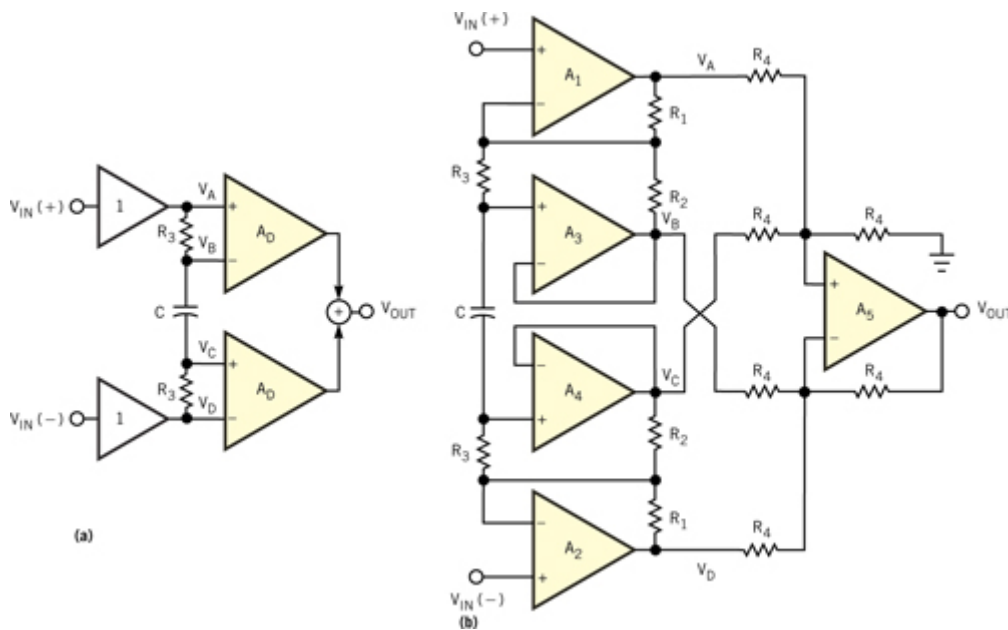 V_IN(+)
1
V_A
R_3
V_B
A_D
C
V_OUT
V_C
R_3
V_D
A_D
V_IN(−)
1
(a)
V_IN(+)
A_1
V_A
R_4
R_1
R_3
R_2
A_3
V_B
R_4
R_4
C
A_5
V_OUT
A_4
V_C
R_4
R_4
R_3
R_2
A_2
R_1
R_4
V_D
V_IN(−)
(b)